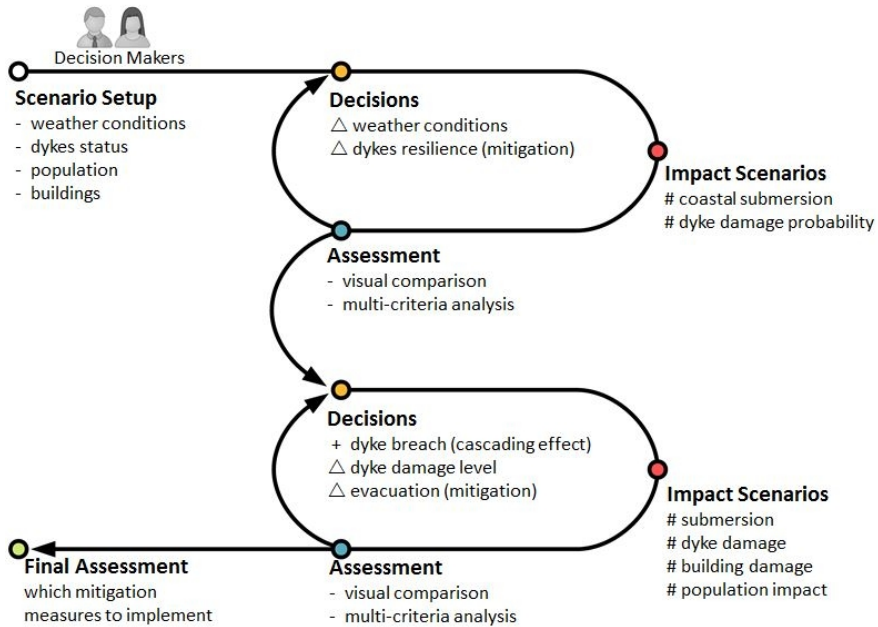 Decision Makers
Scenario Setup
- weather conditions
- dykes status
- population
- buildings
Decisions
△ weather conditions
△ dykes resilience (mitigation)
Impact Scenarios
# coastal submersion
# dyke damage probability
Assessment
- visual comparison
- multi-criteria analysis
Decisions
+ dyke breach (cascading effect)
△ dyke damage level
△ evacuation (mitigation)
Impact Scenarios
# submersion
# dyke damage
# building damage
# population impact
Assessment
- visual comparison
- multi-criteria analysis
Final Assessment
which mitigation
measures to implement